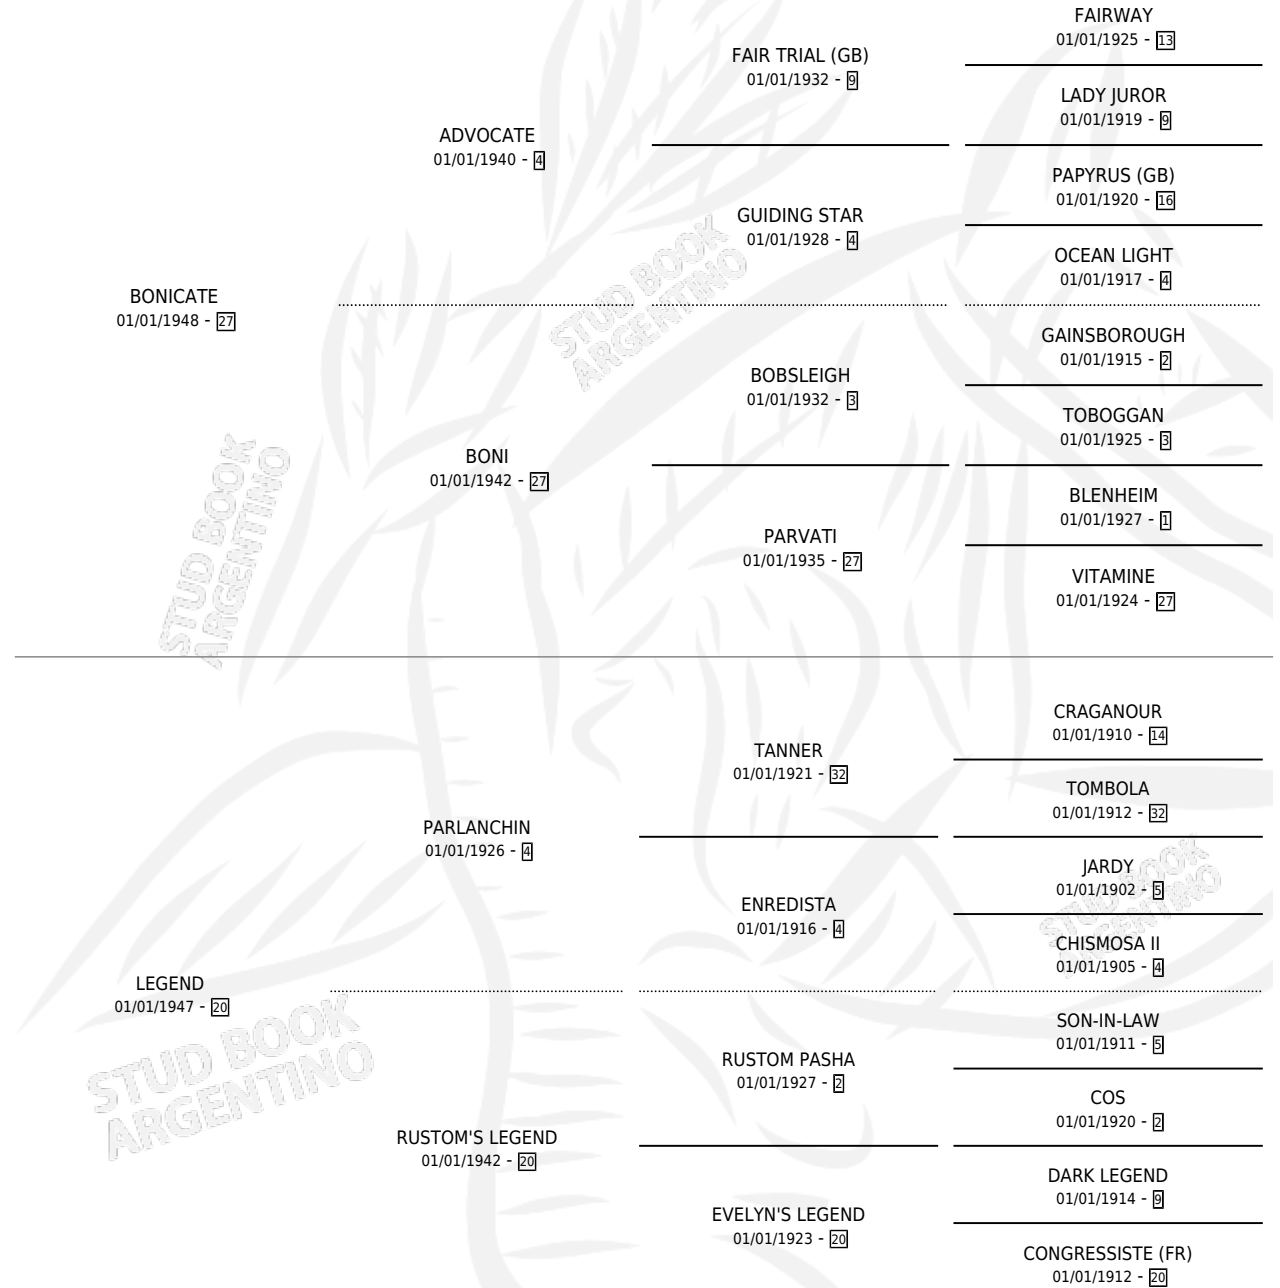 FAIRWAY
01/01/1925 - 13
FAIR TRIAL (GB)
01/01/1932 - 9
LADY JUROR
01/01/1919 - 9
ADVOCATE
01/01/1940 - 4
PAPYRUS (GB)
01/01/1920 - 16
GUIDING STAR
01/01/1928 - 4
OCEAN LIGHT
01/01/1917 - 4
BONICATE
01/01/1948 - 27
GAINSBOROUGH
01/01/1915 - 2
BOBSLEIGH
01/01/1932 - 3
TOBOGGAN
01/01/1925 - 3
BONI
01/01/1942 - 27
BLENHEIM
01/01/1927 - 1
PARVATI
01/01/1935 - 27
VITAMINE
01/01/1924 - 27
STUD BOOK
ARGENTINO
STUD BOOK
ARGENTINO
CRAGANOUR
01/01/1910 - 14
TANNER
01/01/1921 - 32
TOMBOLA
01/01/1912 - 32
PARLANCHIN
01/01/1926 - 4
JARDY
01/01/1902 - 5
ENREDISTA
01/01/1916 - 4
CHISMOSA II
01/01/1905 - 4
LEGEND
01/01/1947 - 20
SON-IN-LAW
01/01/1911 - 5
RUSTOM PASHA
01/01/1927 - 2
COS
01/01/1920 - 2
RUSTOM'S LEGEND
01/01/1942 - 20
DARK LEGEND
01/01/1914 - 9
EVELYN'S LEGEND
01/01/1923 - 20
CONGRESSISTE (FR)
01/01/1912 - 20
STUD BOOK
ARGENTINO
STUD BOOK
ARGENTINO